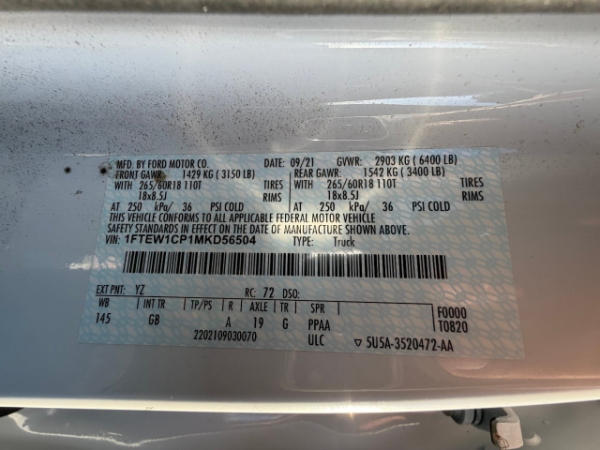 MFD. BY FORD MOTOR CO. DATE: 09/21 GVWR: 2903 KG ( 6400 LB)
FRONT GAWR: 1429 KG ( 3150 LB) REAR GAWR: 1542 KG ( 3400 LB)
WITH 265/60R18 110T TIRES WITH 265/60R18 110T TIRES
18x8.5J RIMS 18x8.5J RIMS
AT 250 kPa/ 36 PSI COLD AT 250 kPa/ 36 PSI COLD
THIS VEHICLE CONFORMS TO ALL APPLICABLE FEDERAL MOTOR VEHICLE
SAFETY STANDARDS IN EFFECT ON THE DATE OF MANUFACTURE SHOWN ABOVE.
VIN: 1FTEW1CP1MKD56504 TYPE: Truck
EXT PNT: YZ RC: 72 DSO:
WB INT TR TP/PS R AXLE TR SPR F0000
145 GB A 19 G PPAA T0820
2202109030070 ULC ▽ 5U5A-3520472-AA